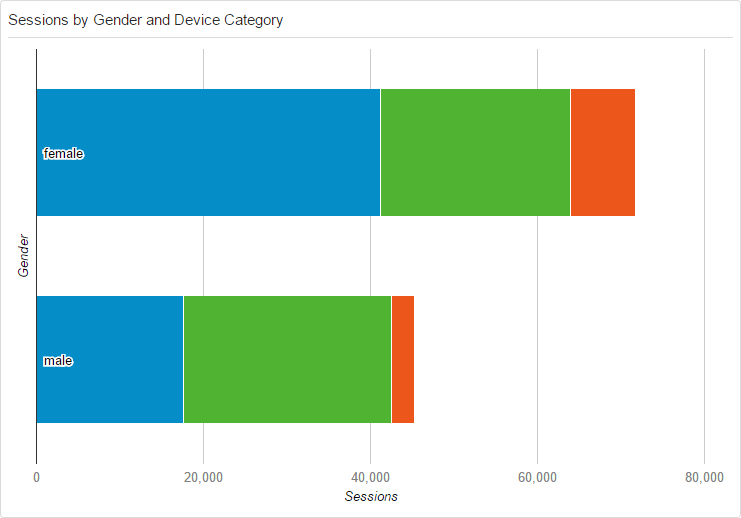 Sessions by Gender and Device Category
female
Gender
male
0 20,000 40,000 60,000 80,000
Sessions